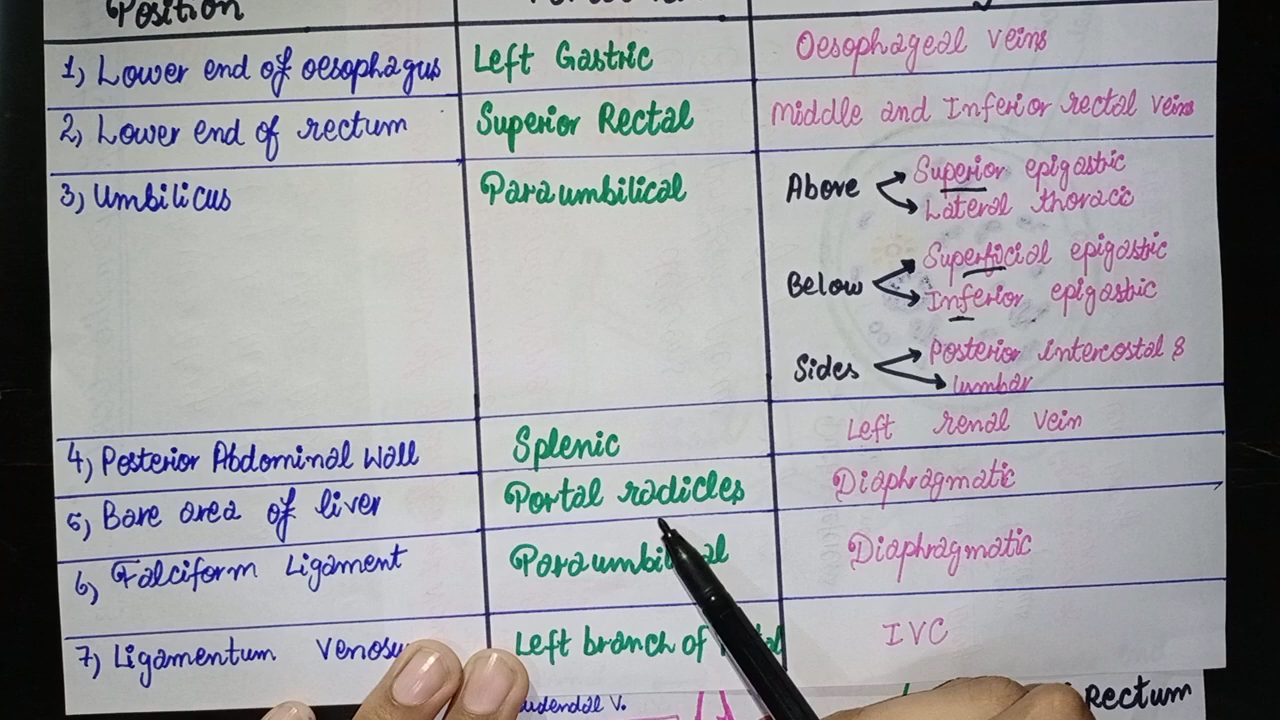 Position
1) Lower end of oesophagus Left Gastric Oesophageal veins
2) Lower end of rectum Superior Rectal Middle and Inferior rectal veins
3) Umbilicus Paraumbilical Above Superior epigastric
Lateral thoracic
Below Superficial epigastric
Inferior epigastric
Sides Posterior intercostal &
lumbar
4) Posterior Abdominal Wall Splenic Left renal vein
5) Bare area of liver Portal radicles Diaphragmatic
6) Falciform Ligament Paraumbilical Diaphragmatic
7) Ligamentum Left branch of IVC
V. Rectum